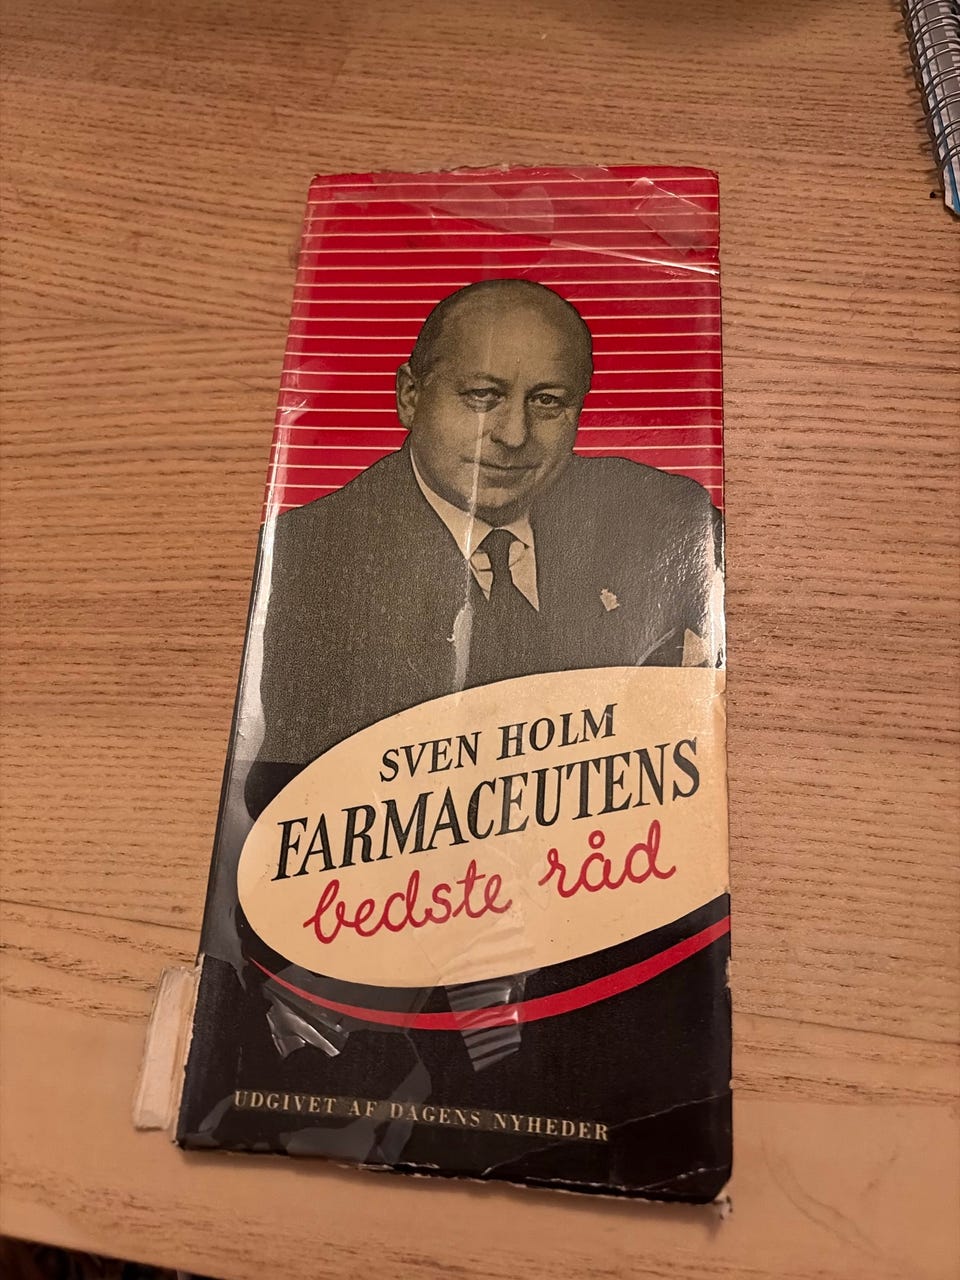 SVEN HOLM
FARMACEUTENS
bedste råd
UDGIVET AF DAGENS NYHEDER